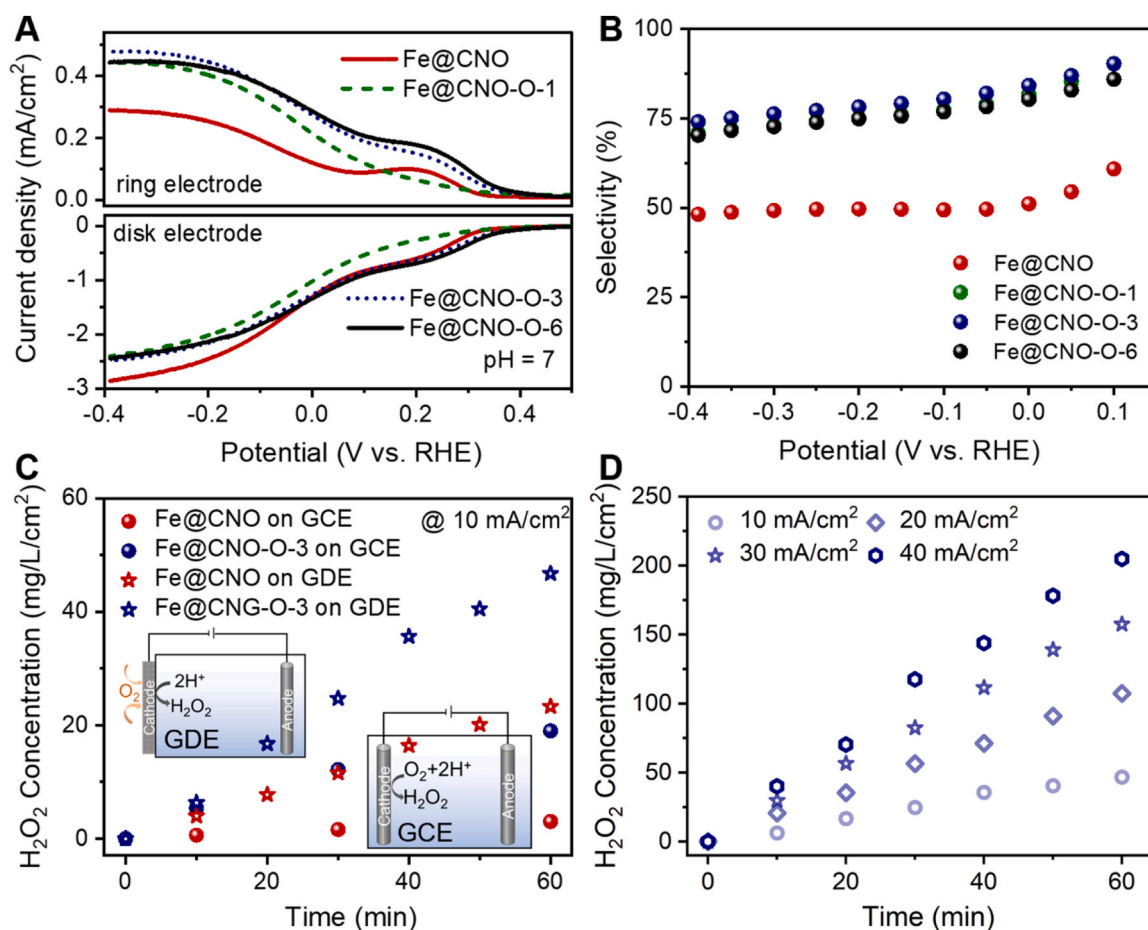 A
Current density (mA/cm²)
0.4
0.2
0.0
Fe@CNO
Fe@CNO-O-1
ring electrode
0
-1
-2
-3
disk electrode
Fe@CNO-O-3
Fe@CNO-O-6
pH = 7
-0.4 -0.2 0.0 0.2 0.4
Potential (V vs. RHE)
B
Selectivity (%)
75
50
25
0
Fe@CNO
Fe@CNO-O-1
Fe@CNO-O-3
Fe@CNO-O-6
-0.4 -0.3 -0.2 -0.1 0.0 0.1
Potential (V vs. RHE)
C
H₂O₂ Concentration (mg/L/cm²)
60
40
20
0
Fe@CNO on GCE
@ 10 mA/cm²
Fe@CNO-O-3 on GCE
Fe@CNO on GDE
Fe@CNG-O-3 on GDE
O₂
Cathode
2H⁺
H₂O₂
Anode
GDE
Cathode
O₂+2H⁺
H₂O₂
Anode
GCE
0 20 40 60
Time (min)
D
H₂O₂ Concentration (mg/L/cm²)
250
200
150
100
50
0
10 mA/cm² 20 mA/cm²
30 mA/cm² 40 mA/cm²
0 10 20 30 40 50 60
Time (min)